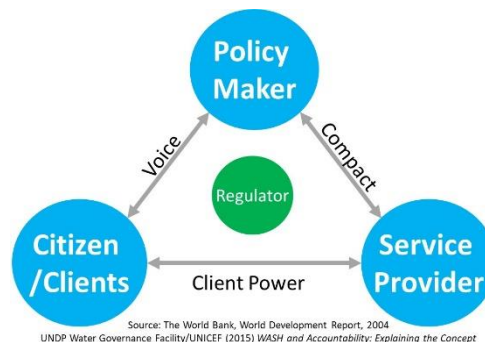 Policy
Maker
Voice
Compact
Regulator
Citizen
/Clients
Service
Provider
Client Power
Source: The World Bank, World Development Report, 2004
UNDP Water Governance Facility/UNICEF (2015) WASH and Accountability: Explaining the Concept